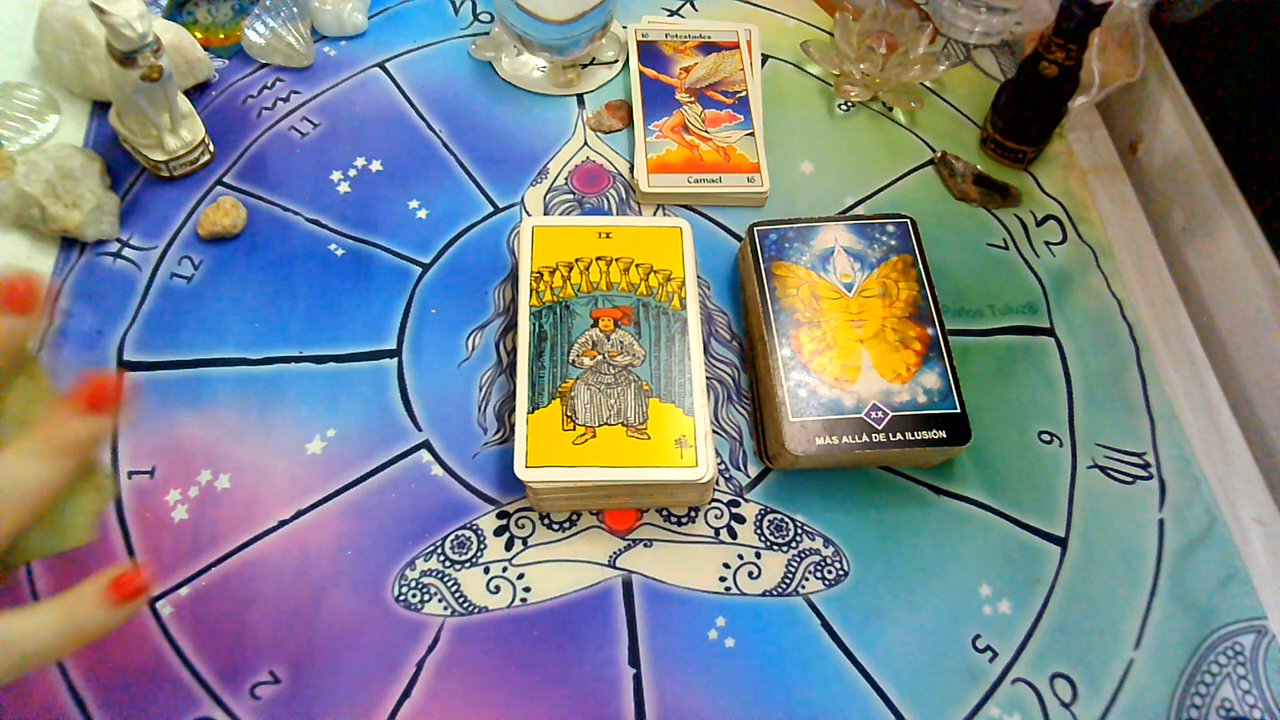 16 Potestades
Camael 16
8
11
7
12
IX
Paños
XX
MÁS ALLÁ DE LA ILUSIÓN
6
1
5
2